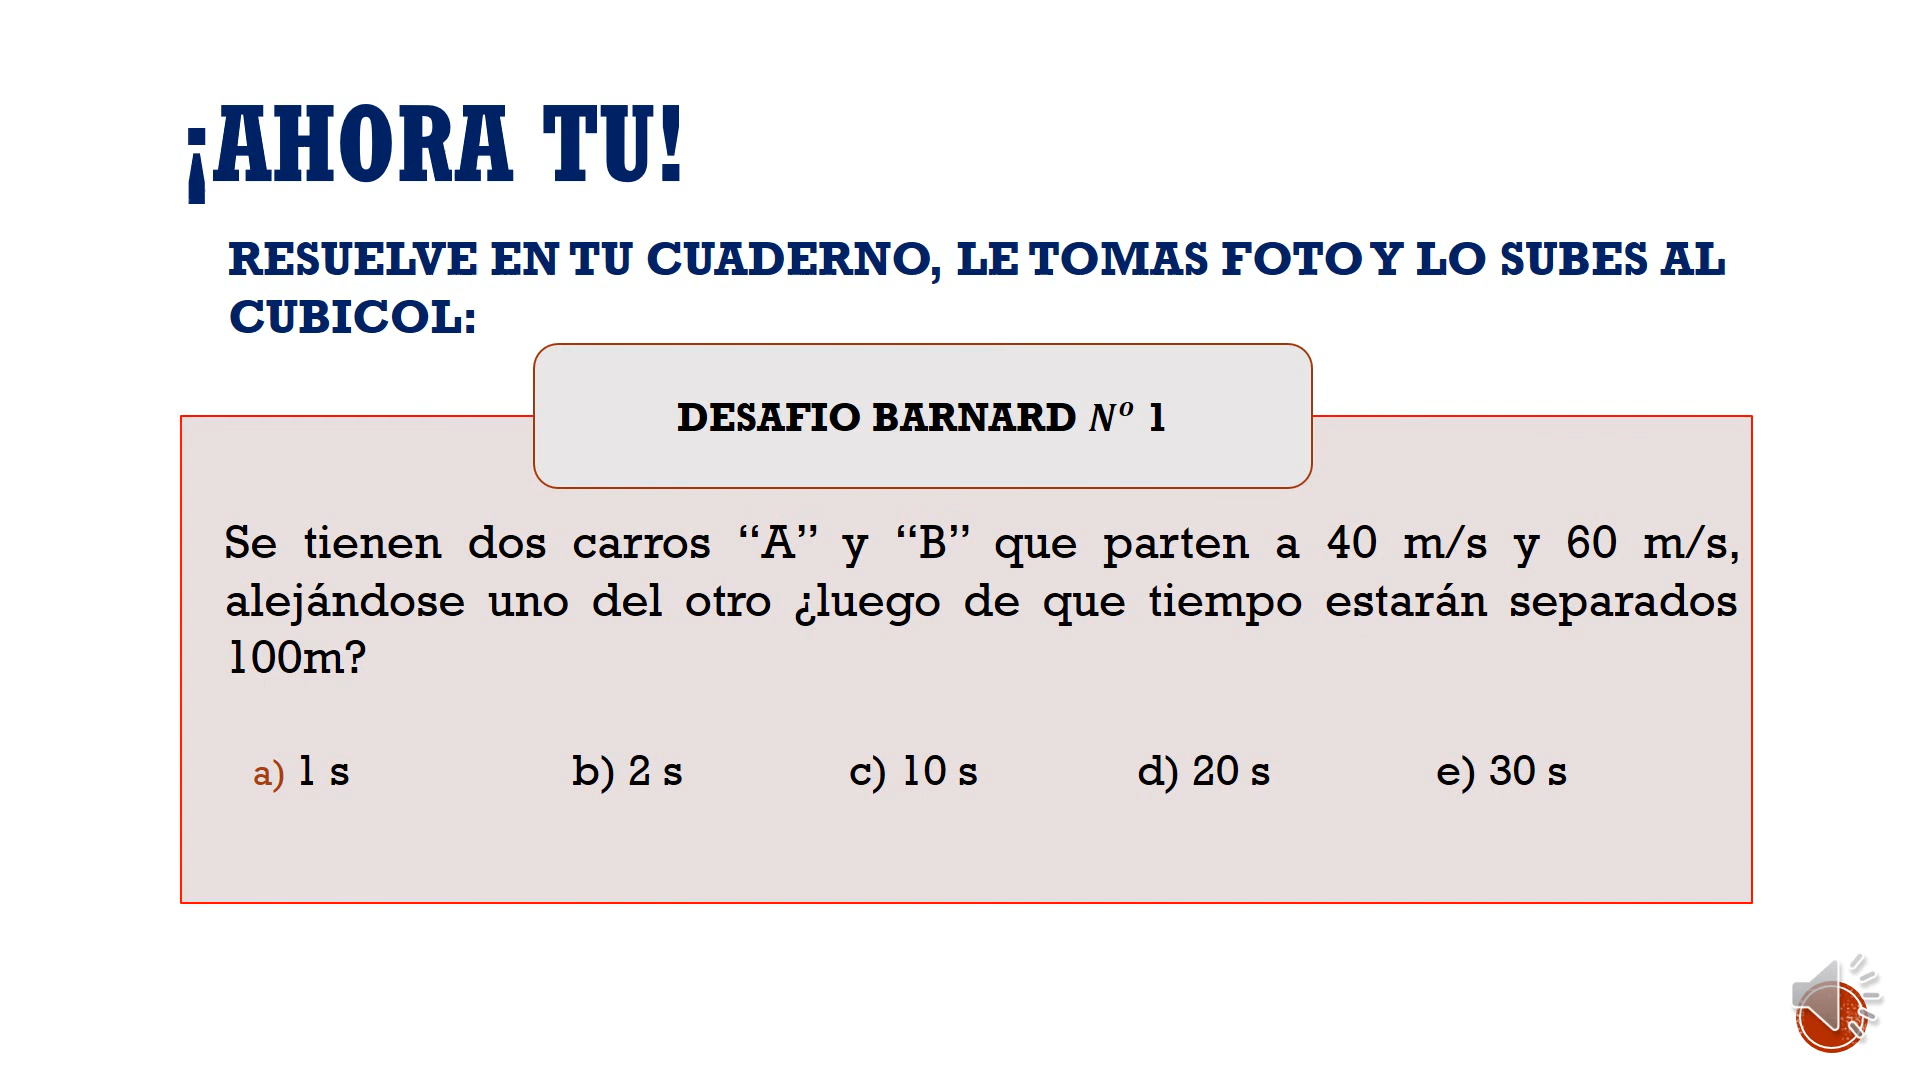 ¡AHORA TU!
RESUELVE EN TU CUADERNO, LE TOMAS FOTO Y LO SUBES AL
CUBICOL:
DESAFIO BARNARD Nº 1
Se tienen dos carros “A” y “B” que parten a 40 m/s y 60 m/s,
alejándose uno del otro ¿luego de que tiempo estarán separados
100m?
a) 1 s b) 2 s c) 10 s d) 20 s e) 30 s